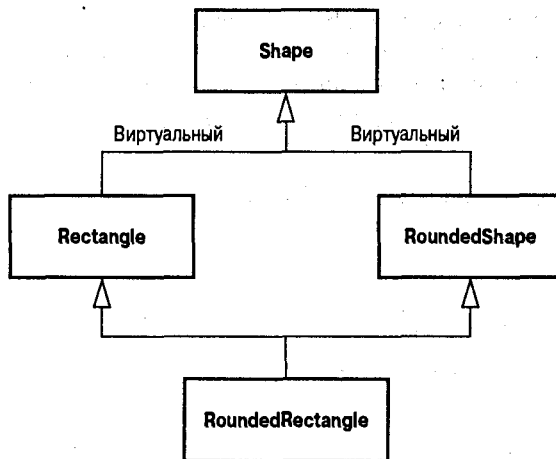 Shape
Виртуальный
Виртуальный
Rectangle
RoundedShape
RoundedRectangle